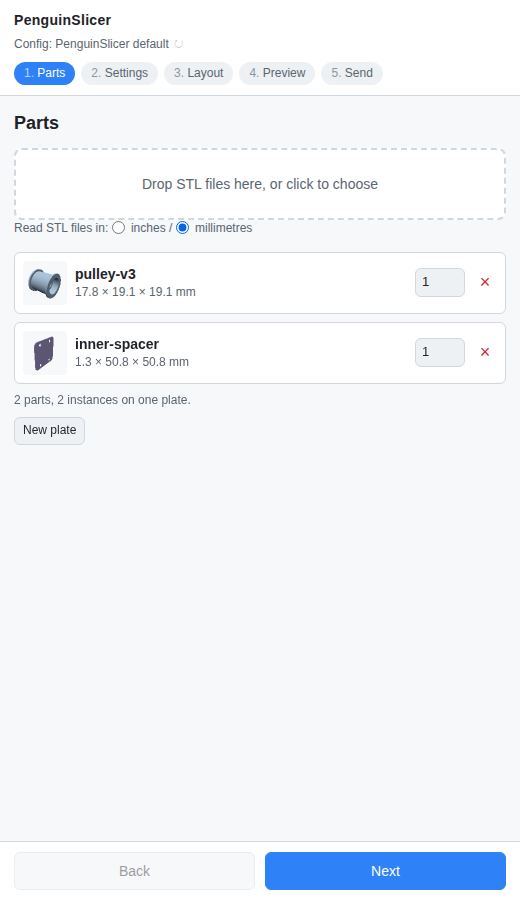 PenguinSlicer
Config: PenguinSlicer default
1. Parts 2. Settings 3. Layout 4. Preview 5. Send
Parts
Drop STL files here, or click to choose
Read STL files in: inches / millimetres
pulley-v3
17.8 × 19.1 × 19.1 mm
1 ×
inner-spacer
1.3 × 50.8 × 50.8 mm
1 ×
2 parts, 2 instances on one plate.
New plate
Back Next